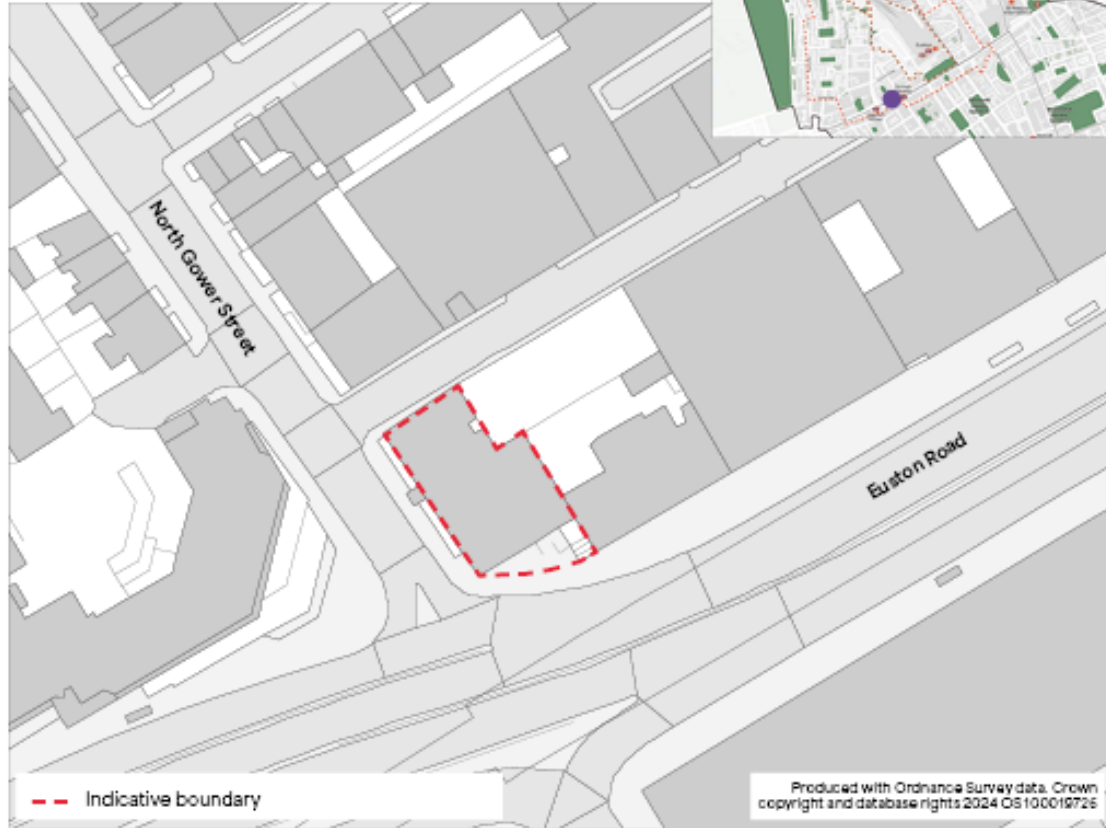 North Gower Street
Euston Road
Indicative boundary
Produced with Ordnance Survey data. Crown
copyright and database rights 2024 OS100019726